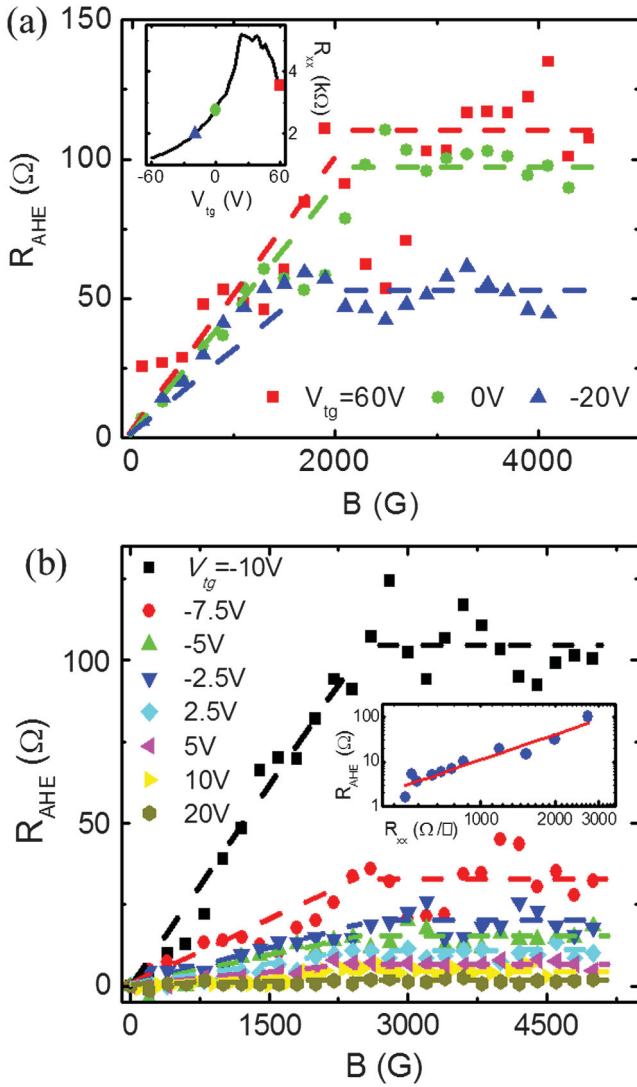 (a)
150
100
50
0
R_AHE (Ω)
0 2000 4000
B (G)
V_tg=60V 0V -20V
R_xx (kΩ)
4
2
-60 0 60
V_tg (V)
(b)
100
50
0
R_AHE (Ω)
V_tg=-10V
-7.5V
-5V
-2.5V
2.5V
5V
10V
20V
100
10
1
R_AHE (Ω)
1000 2000 3000
R_xx (Ω/□)
0 1500 3000 4500
B (G)